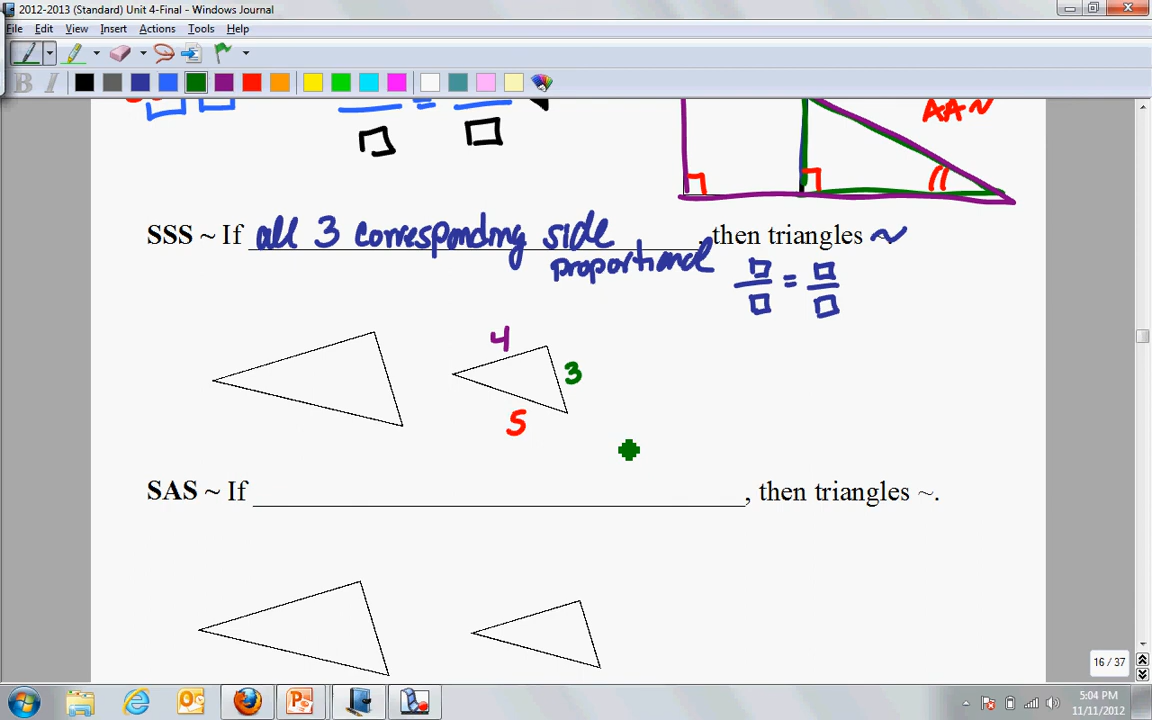 2012-2013 (Standard) Unit 4-Final - Windows Journal
File Edit View Insert Actions Tools Help
B I
AA~
SSS ~ If all 3 corresponding side proportional, then triangles ~
□/□ = □/□
4
3
5
SAS ~ If ____________, then triangles ~.
16 / 37
5:04 PM
11/11/2012